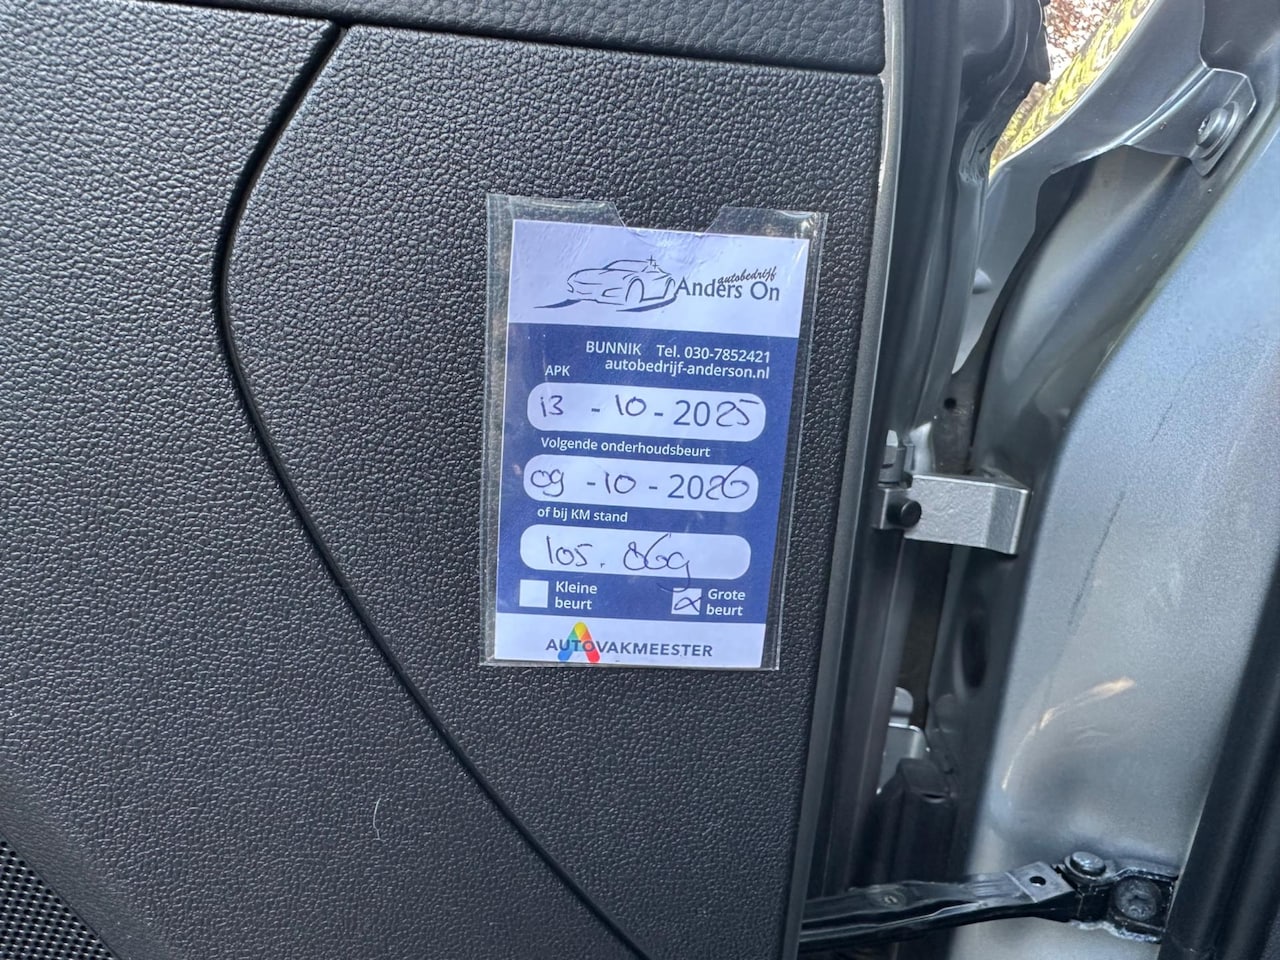 autobedrijf
Anders On
BUNNIK Tel. 030-7852421
autobedrijf-anderson.nl
APK
13 - 10 - 2025
Volgende onderhoudsbeurt
09 - 10 - 2026
of bij KM stand
105.869
Kleine beurt
Grote beurt
AUTOVAKMEESTER